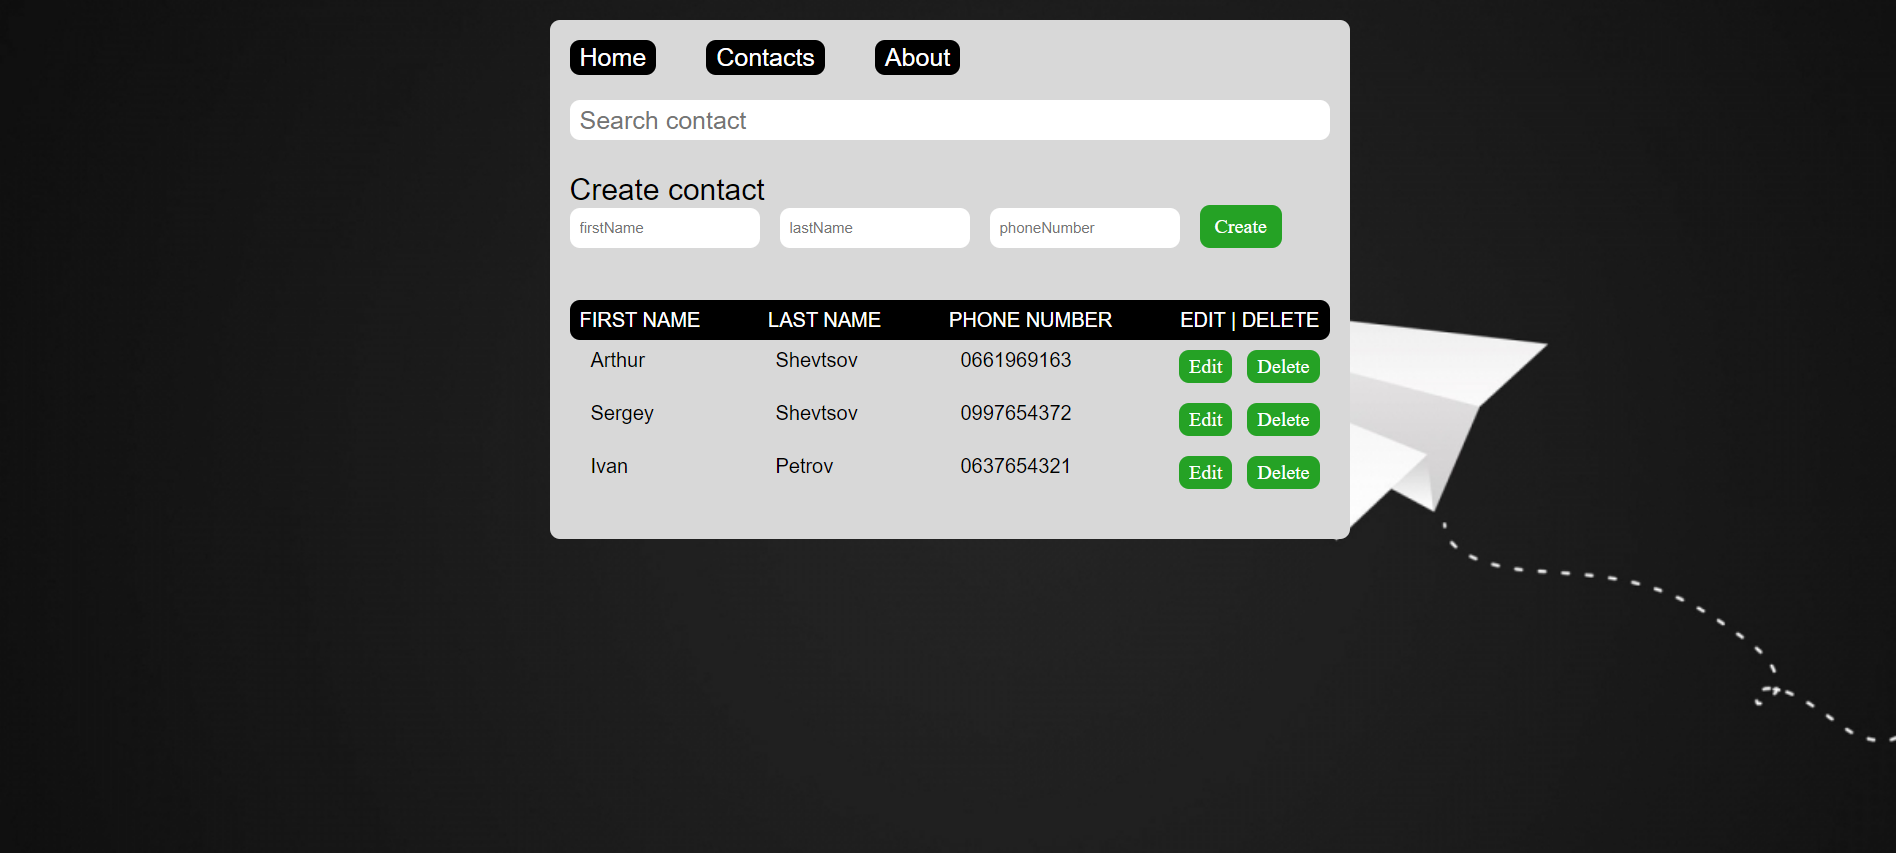 Home Contacts About
Search contact
Create contact
firstName lastName phoneNumber Create
FIRST NAME LAST NAME PHONE NUMBER EDIT | DELETE
Arthur Shevtsov 0661969163 Edit Delete
Sergey Shevtsov 0997654372 Edit Delete
Ivan Petrov 0637654321 Edit Delete